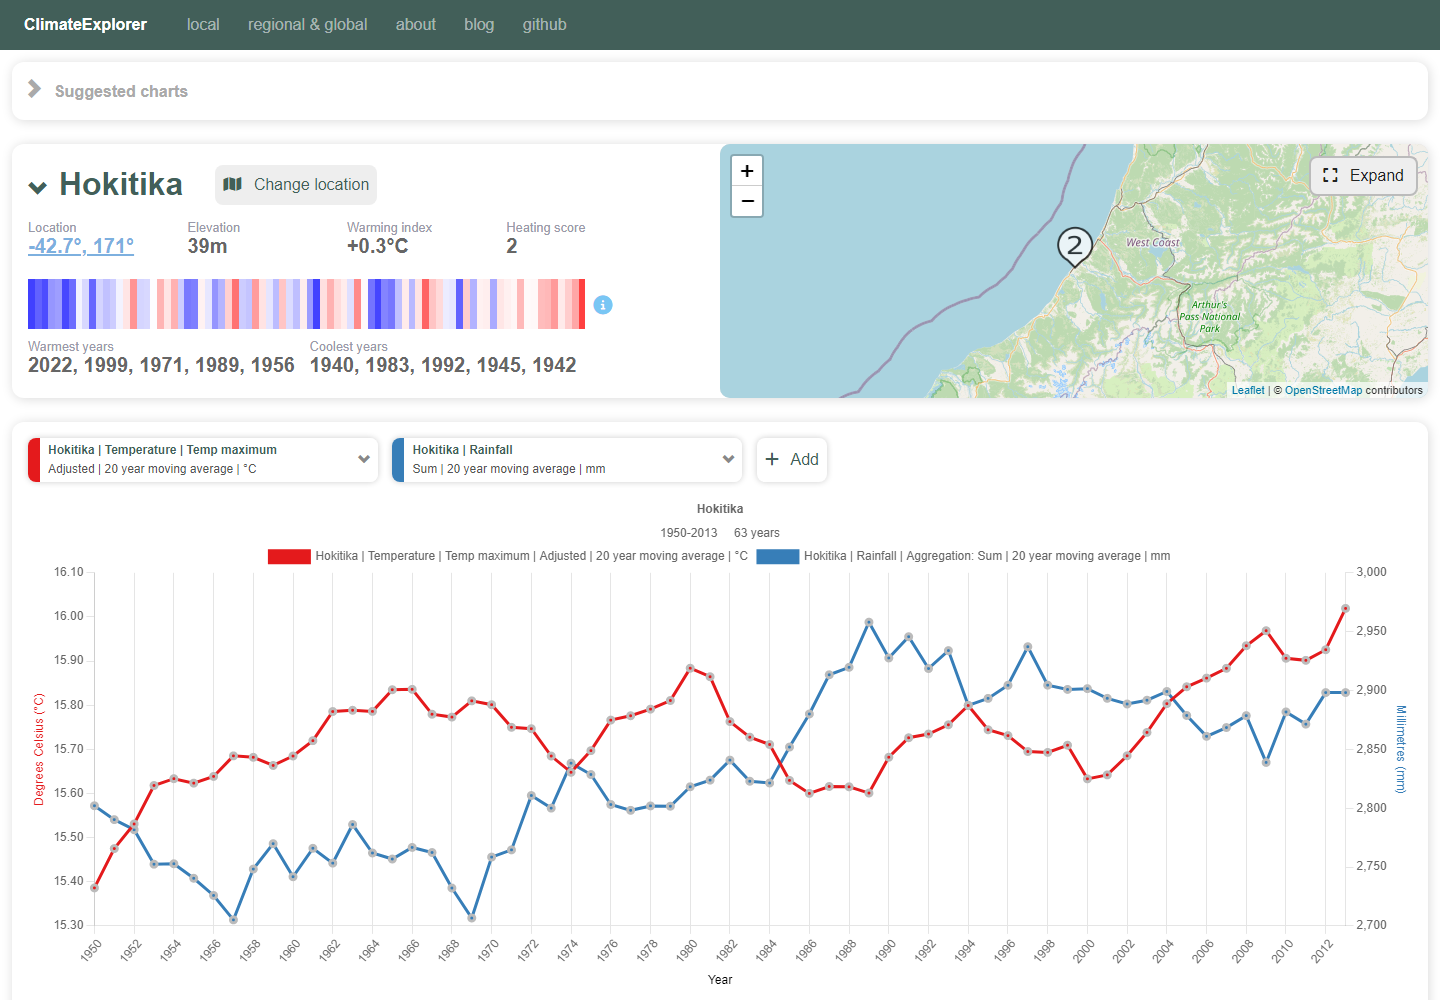 ClimateExplorer local regional & global about blog github
Suggested charts
Hokitika Change location
Location Elevation Warming index Heating score
-42.7°, 171° 39m +0.3°C 2
Warmest years Coolest years
2022, 1999, 1971, 1989, 1956 1940, 1983, 1992, 1945, 1942
+
−
Expand
2
West Coast
Arthur's
Pass National
Park
Leaflet | © OpenStreetMap contributors
Hokitika | Temperature | Temp maximum
Adjusted | 20 year moving average | °C
Hokitika | Rainfall
Sum | 20 year moving average | mm
+ Add
Hokitika
1950-2013 63 years
Hokitika | Temperature | Temp maximum | Adjusted | 20 year moving average | °C Hokitika | Rainfall | Aggregation: Sum | 20 year moving average | mm
16.10
16.00
15.90
15.80
15.70
15.60
15.50
15.40
15.30
Degrees Celsius (°C)
3,000
2,950
2,900
2,850
2,800
2,750
2,700
Millimetres (mm)
1950 1952 1954 1956 1958 1960 1962 1964 1966 1968 1970 1972 1974 1976 1978 1980 1982 1984 1986 1988 1990 1992 1994 1996 1998 2000 2002 2004 2006 2008 2010 2012
Year